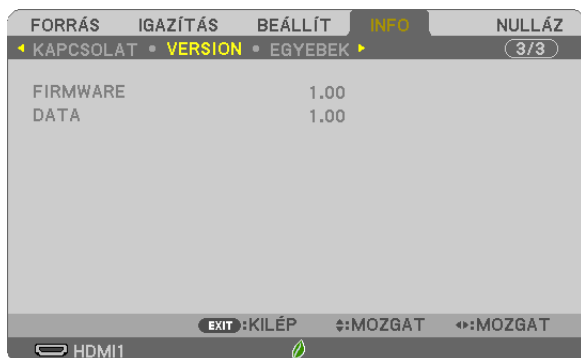 FORRÁS IGAZÍTÁS BEÁLLÍT INFO NULLÁZ
KAPCSOLAT • VERSION • EGYEBEK 3/3
FIRMWARE 1.00
DATA 1.00
EXIT:KILÉP :MOZGAT :MOZGAT
HDMI1